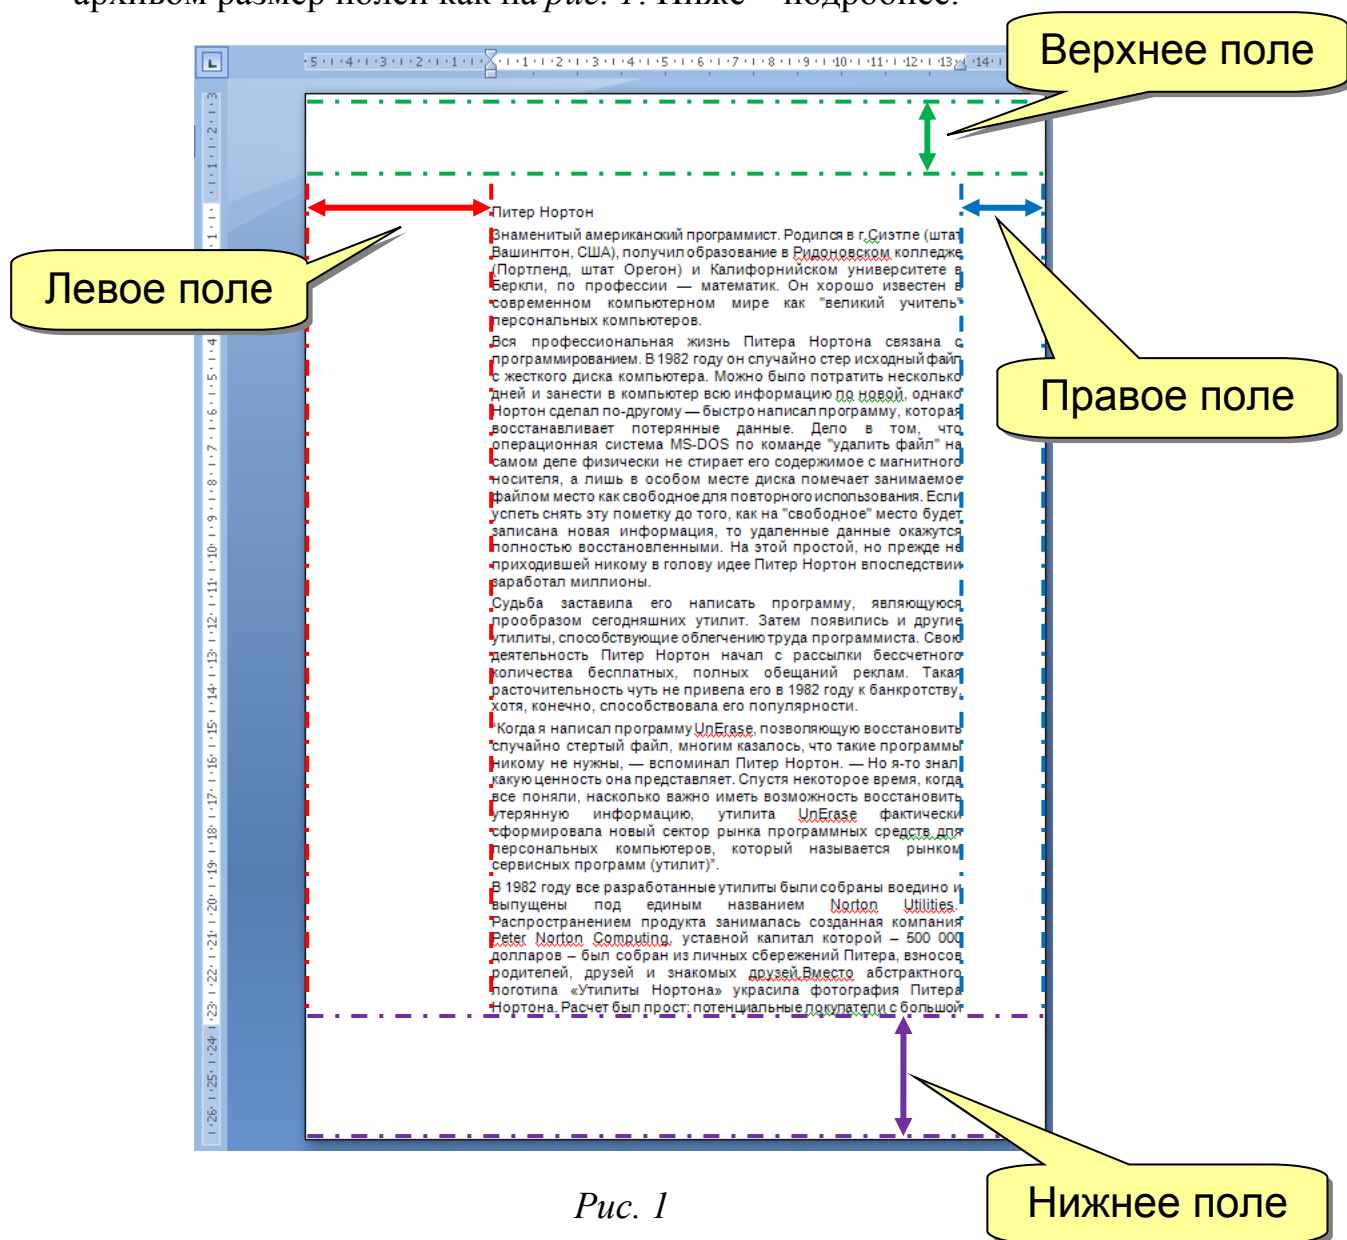 архивом размер полей как на рис. 1. Ниже – подробнее.
Верхнее поле
Левое поле
Правое поле
Питер Нортон
Знаменитый американский программист. Родился в г.Сиэтле (штат
Вашингтон, США), получил образование в Ридоновском колледже
(Портленд, штат Орегон) и Калифорнийском университете в
Беркли, по профессии — математик. Он хорошо известен в
современном компьютерном мире как "великий учитель"
персональных компьютеров.
Вся профессиональная жизнь Питера Нортона связана с
программированием. В 1982 году он случайно стер исходный файл
с жесткого диска компьютера. Можно было потратить несколько
дней и занести в компьютер всю информацию по новой, однако
Нортон сделал по-другому — быстро написал программу, которая
восстанавливает потерянные данные. Дело в том, что
операционная система MS-DOS по команде "удалить файл" на
самом деле физически не стирает его содержимое с магнитного
носителя, а лишь в особом месте диска помечает занимаемое
файлом место как свободное для повторного использования. Если
успеть снять эту пометку до того, как на "свободное" место будет
записана новая информация, то удаленные данные окажутся
полностью восстановленными. На этой простой, но прежде не
приходившей никому в голову идее Питер Нортон впоследствии
заработал миллионы.
Судьба заставила его написать программу, являющуюся
прообразом сегодняшних утилит. Затем появились и другие
утилиты, способствующие облегчению труда программиста. Свою
деятельность Питер Нортон начал с рассылки бессчетного
количества бесплатных, полных обещаний реклам. Такая
расточительность чуть не привела его в 1982 году к банкротству,
хотя, конечно, способствовала его популярности.
"Когда я написал программу UnErase, позволяющую восстановить
случайно стертый файл, многим казалось, что такие программы
никому не нужны, — вспоминал Питер Нортон. — Но я-то знал,
какую ценность она представляет. Спустя некоторое время, когда
все поняли, насколько важно иметь возможность восстановить
утерянную информацию, утилита UnErase фактически
сформировала новый сектор рынка программных средств для
персональных компьютеров, который называется рынком
сервисных программ (утилит)".
В 1982 году все разработанные утилиты были собраны воедино и
выпущены под единым названием Norton Utilities.
Распространением продукта занималась созданная компания
Peter Norton Computing, уставной капитал которой – 500 000
долларов – был собран из личных сбережений Питера, взносов
родителей, друзей и знакомых друзей.Вместо абстрактного
логотипа «Утилиты Нортона» украсила фотография Питера
Нортона. Расчет был прост: потенциальные покупатели с большой
Нижнее поле
Рис. 1